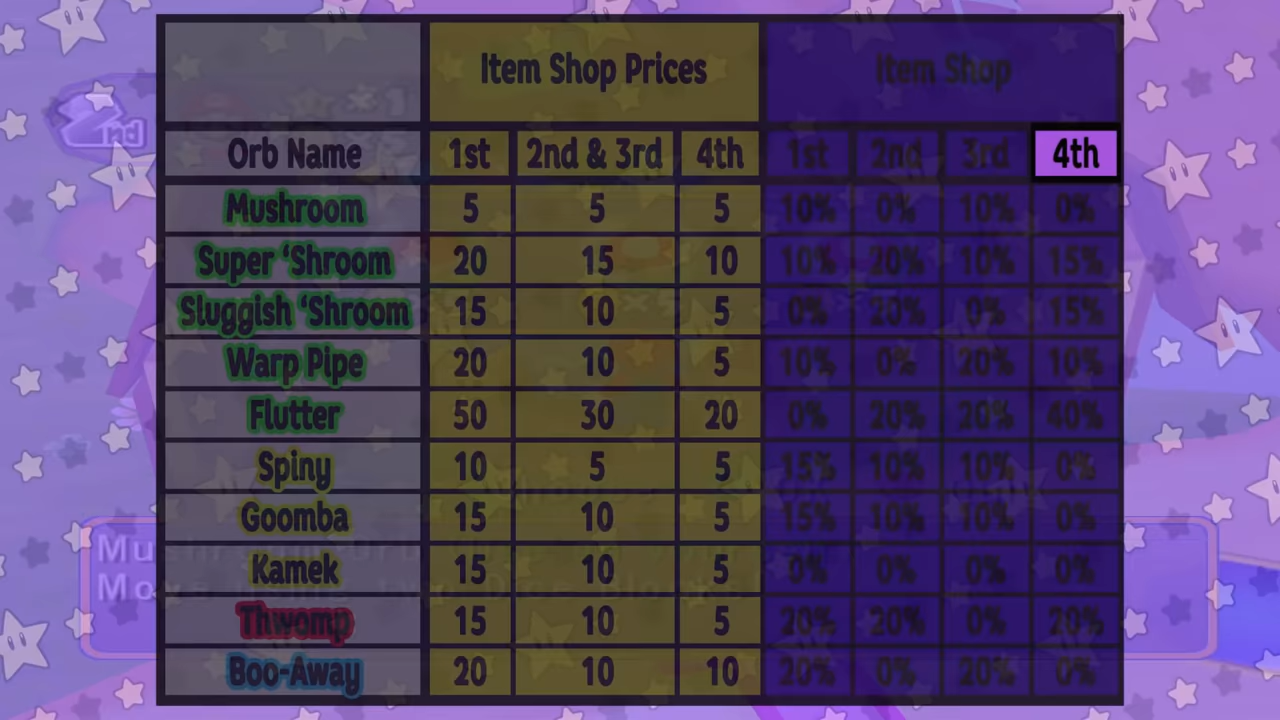 Item Shop Prices Item Shop
Orb Name 1st 2nd & 3rd 4th 1st 2nd 3rd 4th
Mushroom 5 5 5 10% 0% 10% 0%
Super ‘Shroom 20 15 10 10% 20% 10% 15%
Sluggish ‘Shroom 15 10 5 0% 20% 0% 15%
Warp Pipe 20 10 5 10% 0% 20% 10%
Flutter 50 30 20 0% 20% 20% 40%
Spiny 10 5 5 15% 10% 10% 0%
Goomba 15 10 5 15% 10% 10% 0%
Kamek 15 10 5 0% 0% 0% 0%
Thwomp 15 10 5 20% 20% 0% 20%
Boo-Away 20 10 10 20% 0% 20% 0%
2nd